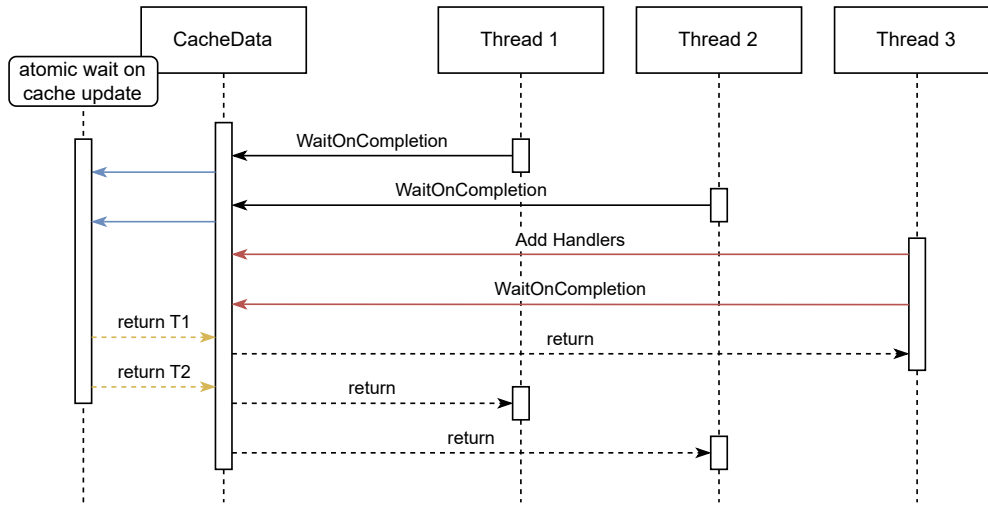 CacheData
Thread 1
Thread 2
Thread 3
atomic wait on
cache update
WaitOnCompletion
WaitOnCompletion
Add Handlers
WaitOnCompletion
return T1
return
return T2
return
return